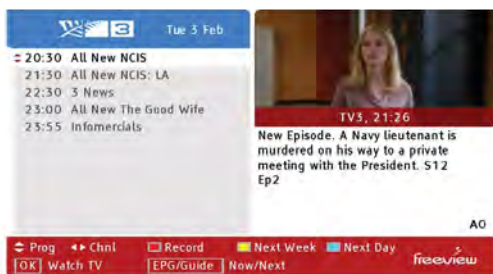 3 Tue 3 Feb
20:30 All New NCIS
21:30 All New NCIS: LA
22:30 3 News
23:00 All New The Good Wife
23:55 Infomercials
TV3, 21:26
New Episode. A Navy lieutenant is
murdered on his way to a private
meeting with the President. S12
Ep2
AO
Prog Chnl Record Next Week Next Day
OK Watch TV EPG/Guide Now/Next
freeview